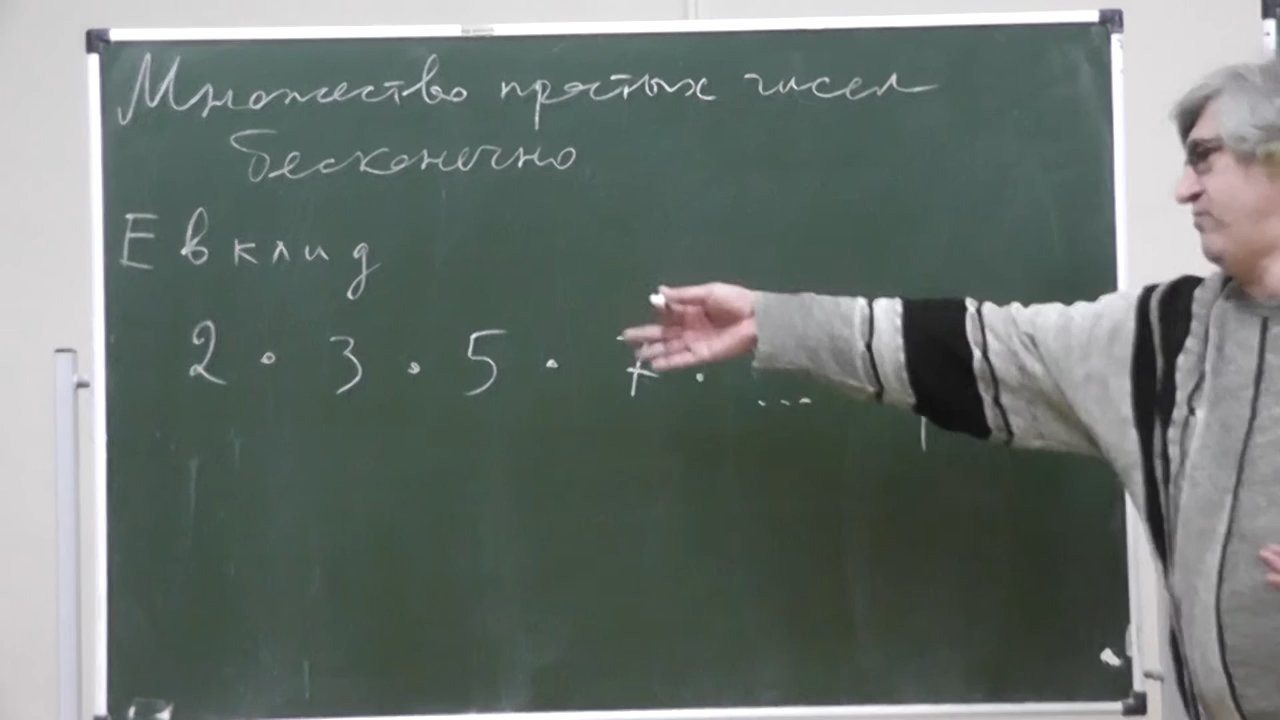 Множество простых чисел
бесконечно
Евклид
2 · 3 · 5 · 7 · ...